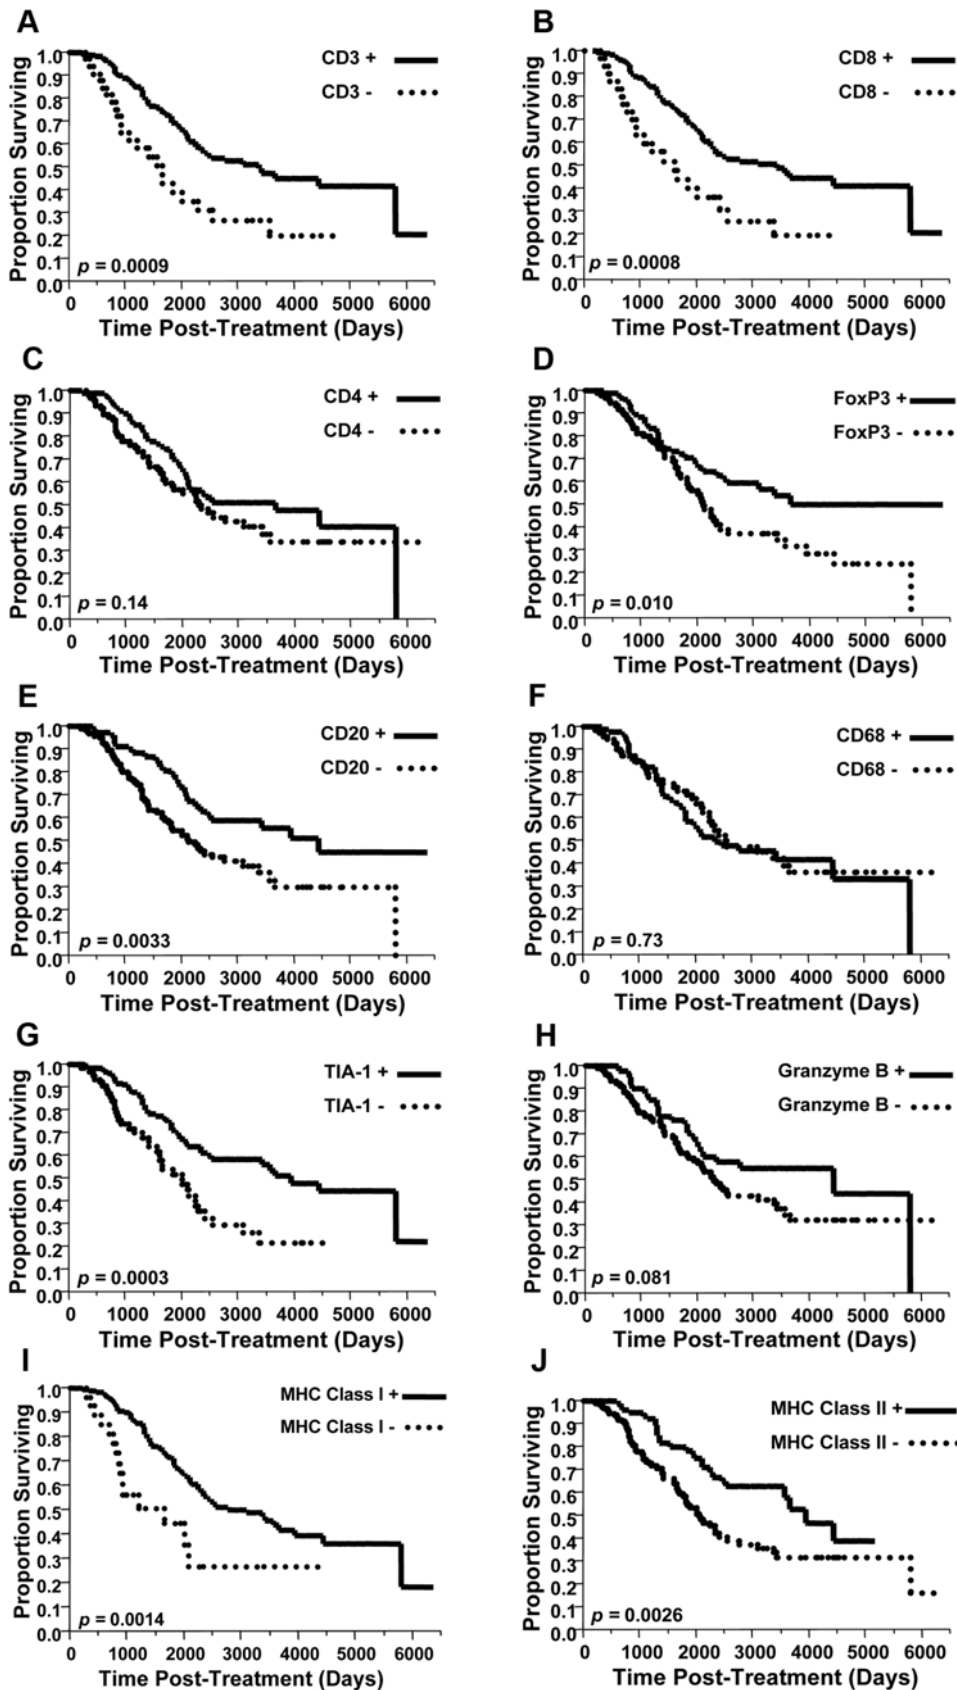 A
CD3 +
CD3 -
Proportion Surviving
1.0
0.9
0.8
0.7
0.6
0.5
0.4
0.3
0.2
0.1
0.0
p = 0.0009
0 1000 2000 3000 4000 5000 6000
Time Post-Treatment (Days)
B
CD8 +
CD8 -
Proportion Surviving
1.0
0.9
0.8
0.7
0.6
0.5
0.4
0.3
0.2
0.1
0.0
p = 0.0008
0 1000 2000 3000 4000 5000 6000
Time Post-Treatment (Days)
C
CD4 +
CD4 -
Proportion Surviving
1.0
0.9
0.8
0.7
0.6
0.5
0.4
0.3
0.2
0.1
0.0
p = 0.14
0 1000 2000 3000 4000 5000 6000
Time Post-Treatment (Days)
D
FoxP3 +
FoxP3 -
Proportion Surviving
1.0
0.9
0.8
0.7
0.6
0.5
0.4
0.3
0.2
0.1
0.0
p = 0.010
0 1000 2000 3000 4000 5000 6000
Time Post-Treatment (Days)
E
CD20 +
CD20 -
Proportion Surviving
1.0
0.9
0.8
0.7
0.6
0.5
0.4
0.3
0.2
0.1
0.0
p = 0.0033
0 1000 2000 3000 4000 5000 6000
Time Post-Treatment (Days)
F
CD68 +
CD68 -
Proportion Surviving
1.0
0.9
0.8
0.7
0.6
0.5
0.4
0.3
0.2
0.1
0.0
p = 0.73
0 1000 2000 3000 4000 5000 6000
Time Post-Treatment (Days)
G
TIA-1 +
TIA-1 -
Proportion Surviving
1.0
0.9
0.8
0.7
0.6
0.5
0.4
0.3
0.2
0.1
0.0
p = 0.0003
0 1000 2000 3000 4000 5000 6000
Time Post-Treatment (Days)
H
Granzyme B +
Granzyme B -
Proportion Surviving
1.0
0.9
0.8
0.7
0.6
0.5
0.4
0.3
0.2
0.1
0.0
p = 0.081
0 1000 2000 3000 4000 5000 6000
Time Post-Treatment (Days)
I
MHC Class I +
MHC Class I -
Proportion Surviving
1.0
0.9
0.8
0.7
0.6
0.5
0.4
0.3
0.2
0.1
0.0
p = 0.0014
0 1000 2000 3000 4000 5000 6000
Time Post-Treatment (Days)
J
MHC Class II +
MHC Class II -
Proportion Surviving
1.0
0.9
0.8
0.7
0.6
0.5
0.4
0.3
0.2
0.1
0.0
p = 0.0026
0 1000 2000 3000 4000 5000 6000
Time Post-Treatment (Days)